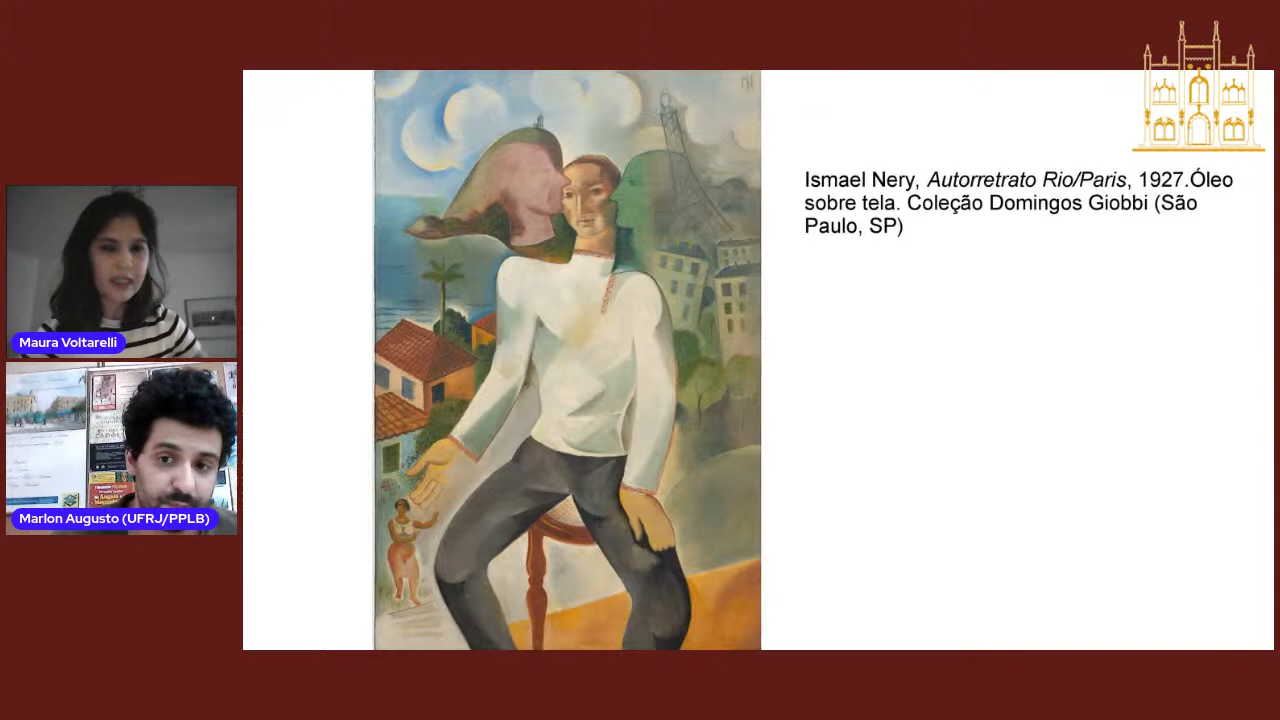 Ismael Nery, Autorretrato Rio/Paris, 1927.Óleo
sobre tela. Coleção Domingos Giobbi (São
Paulo, SP)
Maura Voltarelli
Marlon Augusto (UFRJ/PPLB)